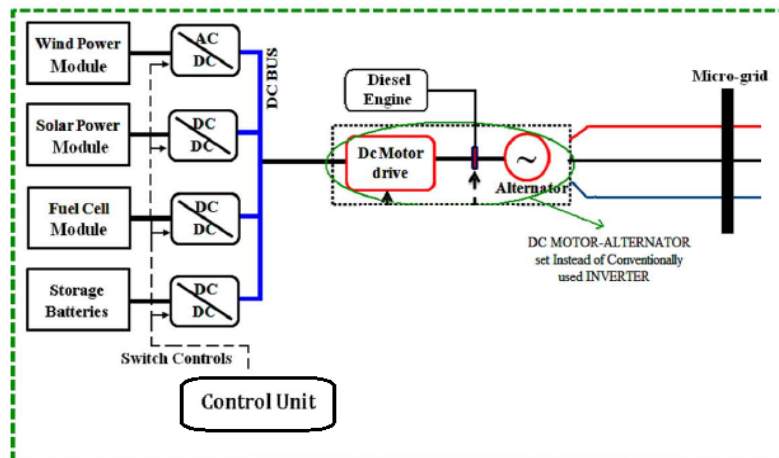 Wind Power
Module
AC
DC
DC BUS
Solar Power
Module
DC
DC
Fuel Cell
Module
DC
DC
Storage
Batteries
DC
DC
Switch Controls
Control Unit
Diesel
Engine
Dc Motor
drive
~
Alternator
Micro-grid
DC MOTOR-ALTERNATOR
set Instead of Conventionally
used INVERTER